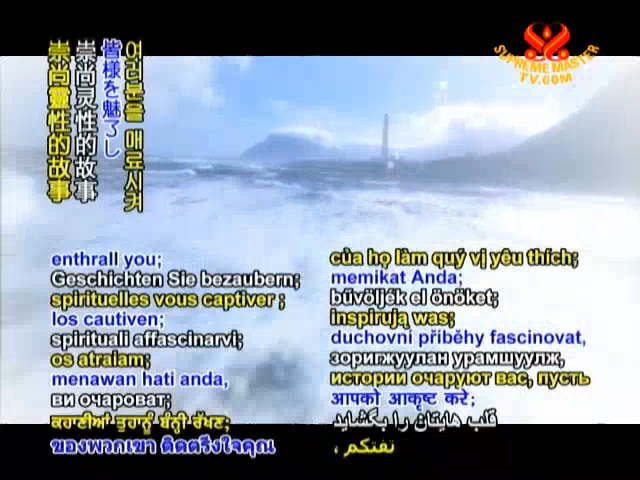 SUPREME MASTER
TV.COM
여러분을 매료시켜
皆様を魅了し
崇尚灵性的故事
崇尚靈性的故事
enthrall you;
Geschichten Sie bezaubern;
spirituelles vous captiver ;
los cautiven;
spirituali affascinarvi;
os atraiam;
menawan hati anda,
ви очароват;
ਕਹਾਣੀਆਂ ਤੁਹਾਨੂੰ ਬੰਨ੍ਹੀ ਰੱਖਣ;
ของพวกเขา ติดตรึงใจคุณ
của họ làm quý vị yêu thích;
memikat Anda;
bűvöljék el önöket;
inspirują was;
duchovní příběhy fascinovat,
зоригжуулан урамшуулж,
истории очаруют вас, пусть
आपको आकृष्ट करे;
قلب هایتان را بگشاید
تفتنكم ،